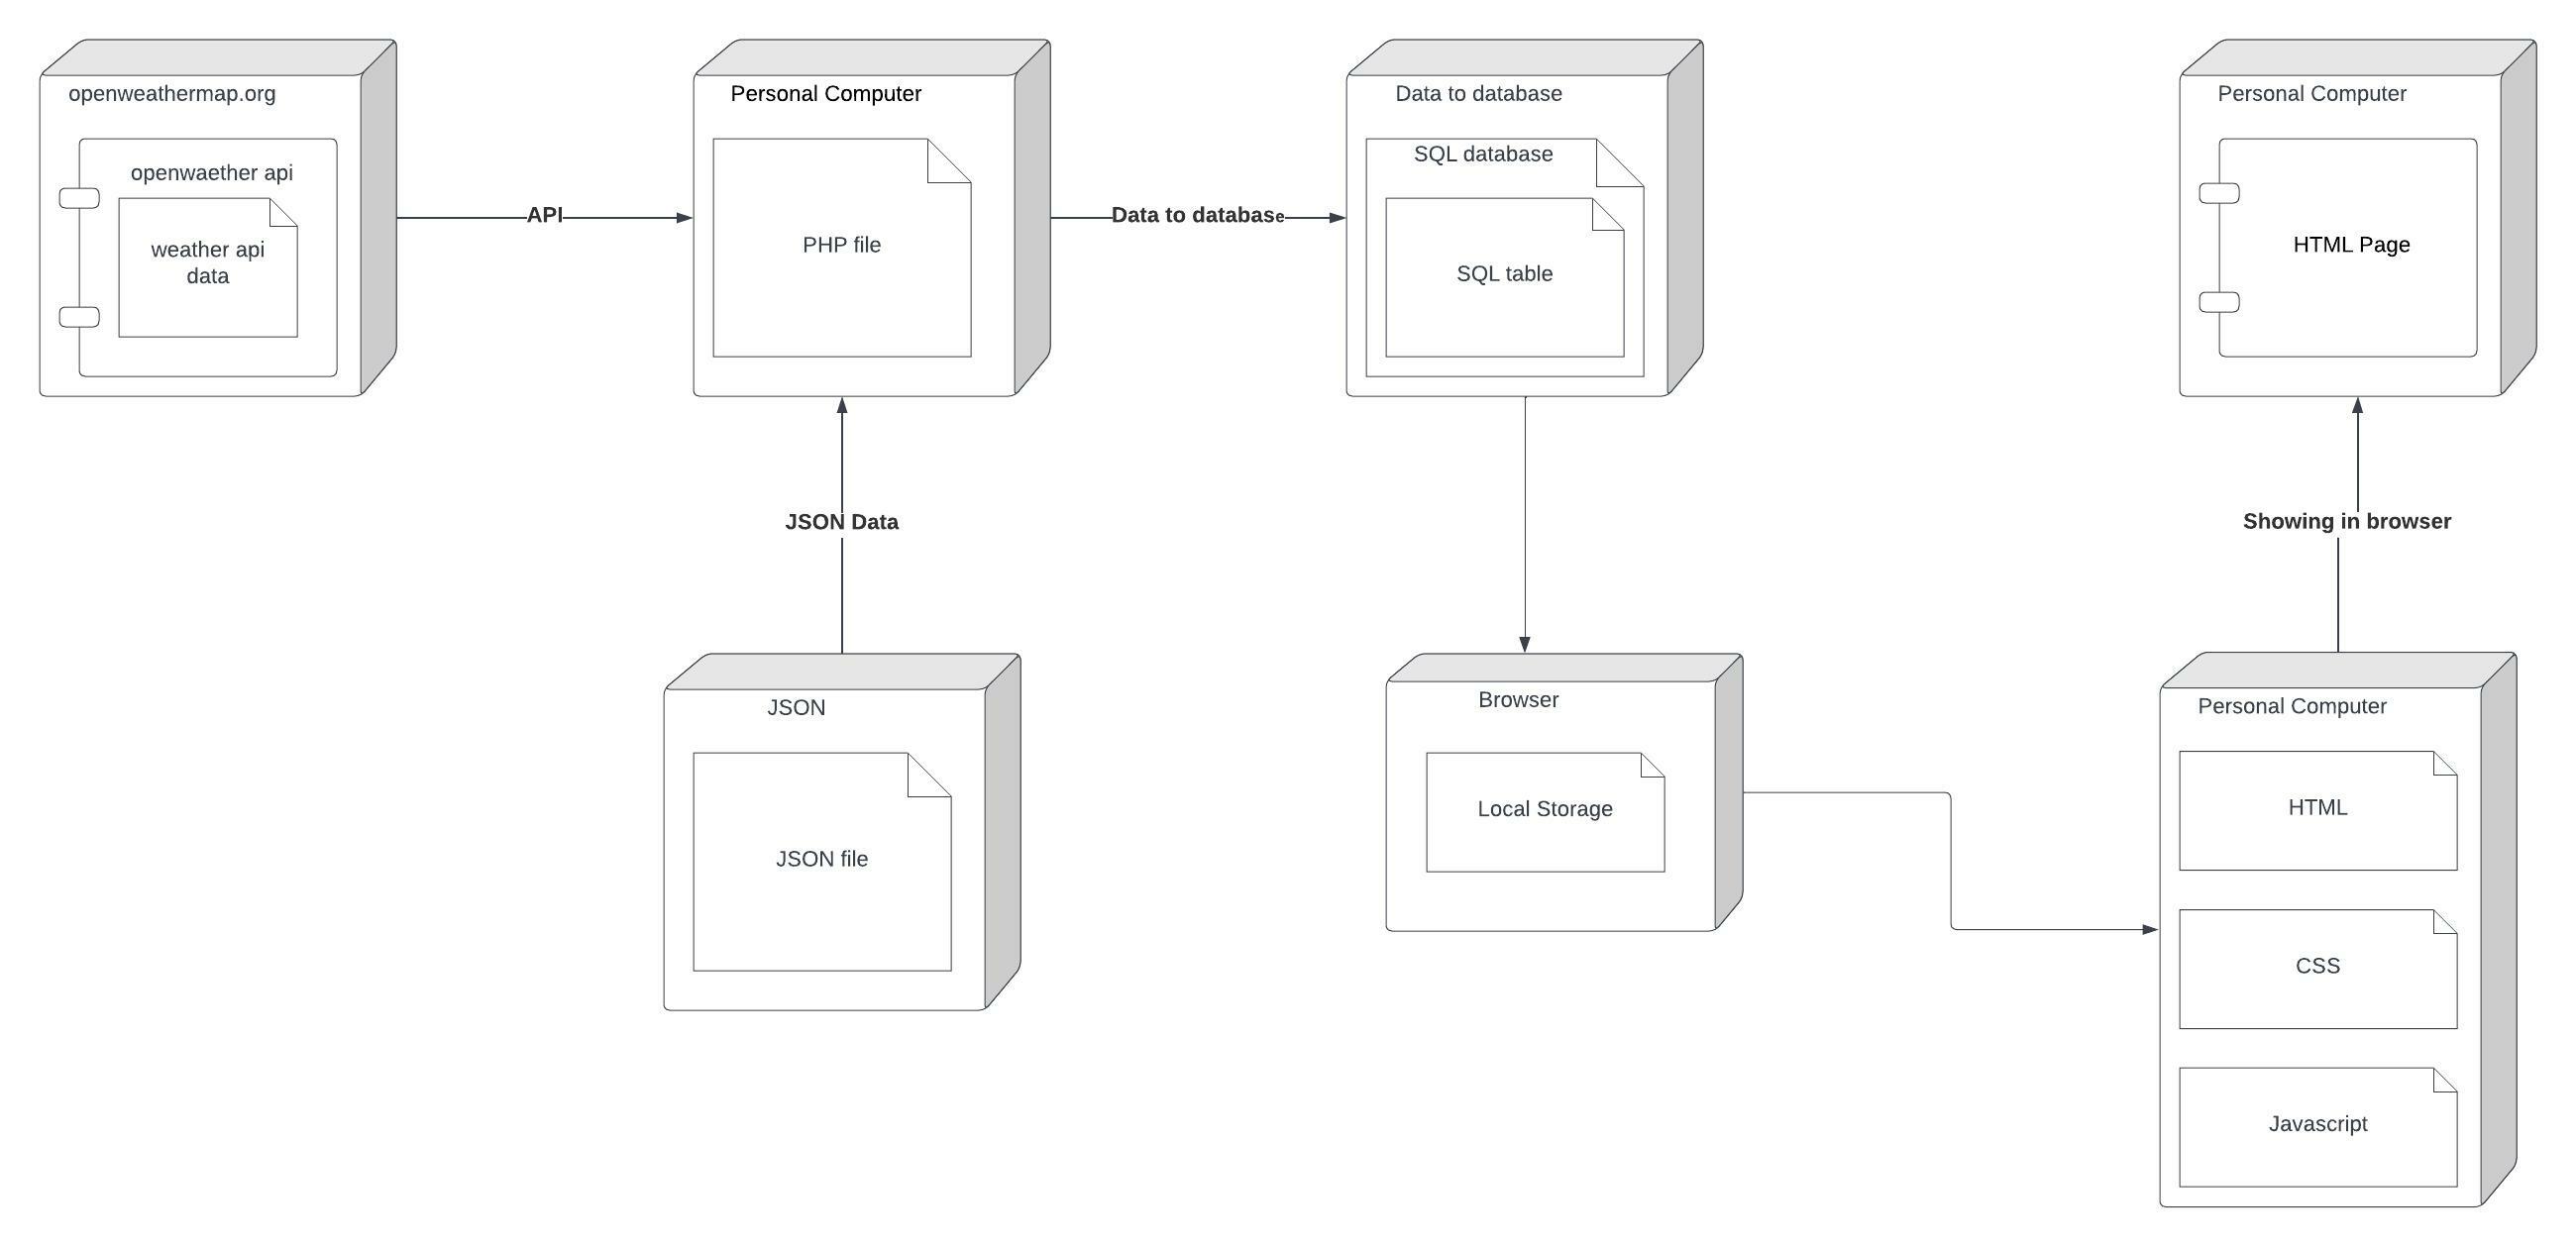 openweathermap.org
openwaether api
weather api
data
API
Personal Computer
PHP file
Data to database
Data to database
SQL database
SQL table
Personal Computer
HTML Page
JSON Data
Showing in browser
JSON
JSON file
Browser
Local Storage
Personal Computer
HTML
CSS
Javascript